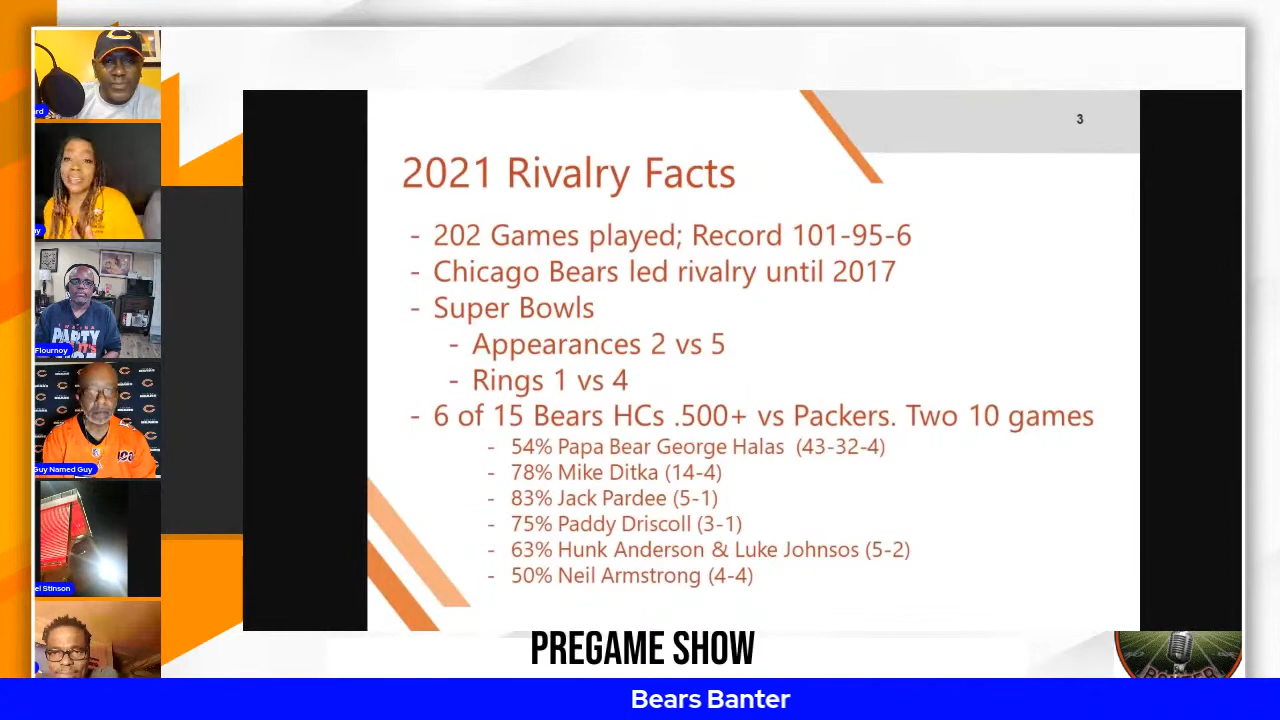 3
2021 Rivalry Facts
- 202 Games played; Record 101-95-6
- Chicago Bears led rivalry until 2017
- Super Bowls
- Appearances 2 vs 5
- Rings 1 vs 4
- 6 of 15 Bears HCs .500+ vs Packers. Two 10 games
- 54% Papa Bear George Halas (43-32-4)
- 78% Mike Ditka (14-4)
- 83% Jack Pardee (5-1)
- 75% Paddy Driscoll (3-1)
- 63% Hunk Anderson & Luke Johnsos (5-2)
- 50% Neil Armstrong (4-4)
rd
ny
PARTY
Flournoy
Guy Named Guy
el Stinson
PREGAME SHOW
Bears Banter